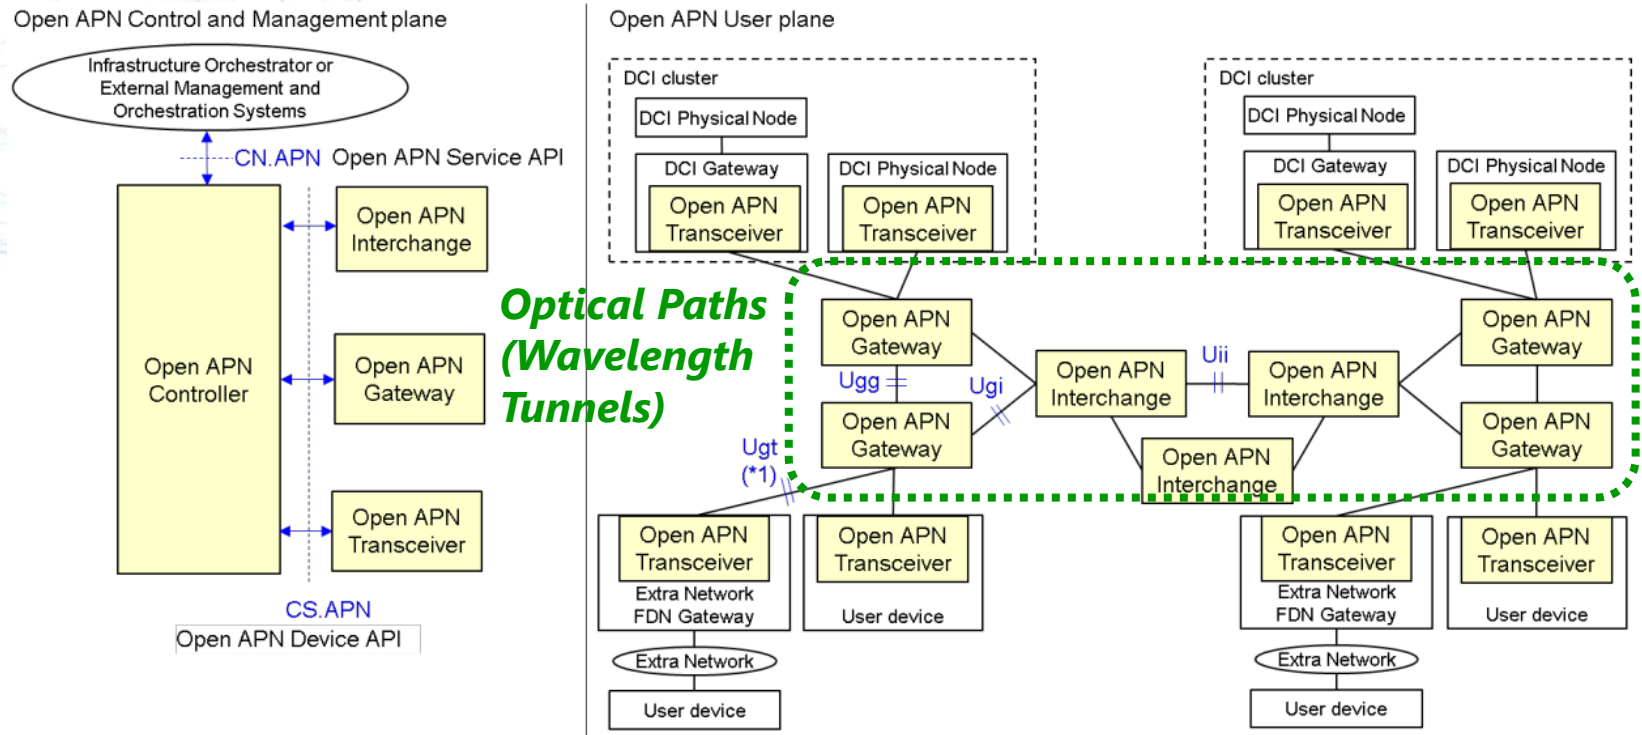 Open APN Control and Management plane
Infrastructure Orchestrator or
External Management and
Orchestration Systems
CN.APN
Open APN Service API
Open APN
Controller
Open APN
Interchange
Open APN
Gateway
Open APN
Transceiver
CS.APN
Open APN Device API
Open APN User plane
DCI cluster
DCI Physical Node
DCI Gateway
Open APN
Transceiver
DCI Physical Node
Open APN
Transceiver
DCI cluster
DCI Physical Node
DCI Gateway
Open APN
Transceiver
DCI Physical Node
Open APN
Transceiver
Optical Paths
(Wavelength
Tunnels)
Open APN
Gateway
Ugg
Ugi
Open APN
Gateway
Ugt
(*1)
Open APN
Interchange
Uii
Open APN
Interchange
Open APN
Interchange
Open APN
Gateway
Open APN
Gateway
Open APN
Transceiver
Extra Network
FDN Gateway
Extra Network
User device
Open APN
Transceiver
User device
Open APN
Transceiver
Extra Network
FDN Gateway
Extra Network
User device
Open APN
Transceiver
User device